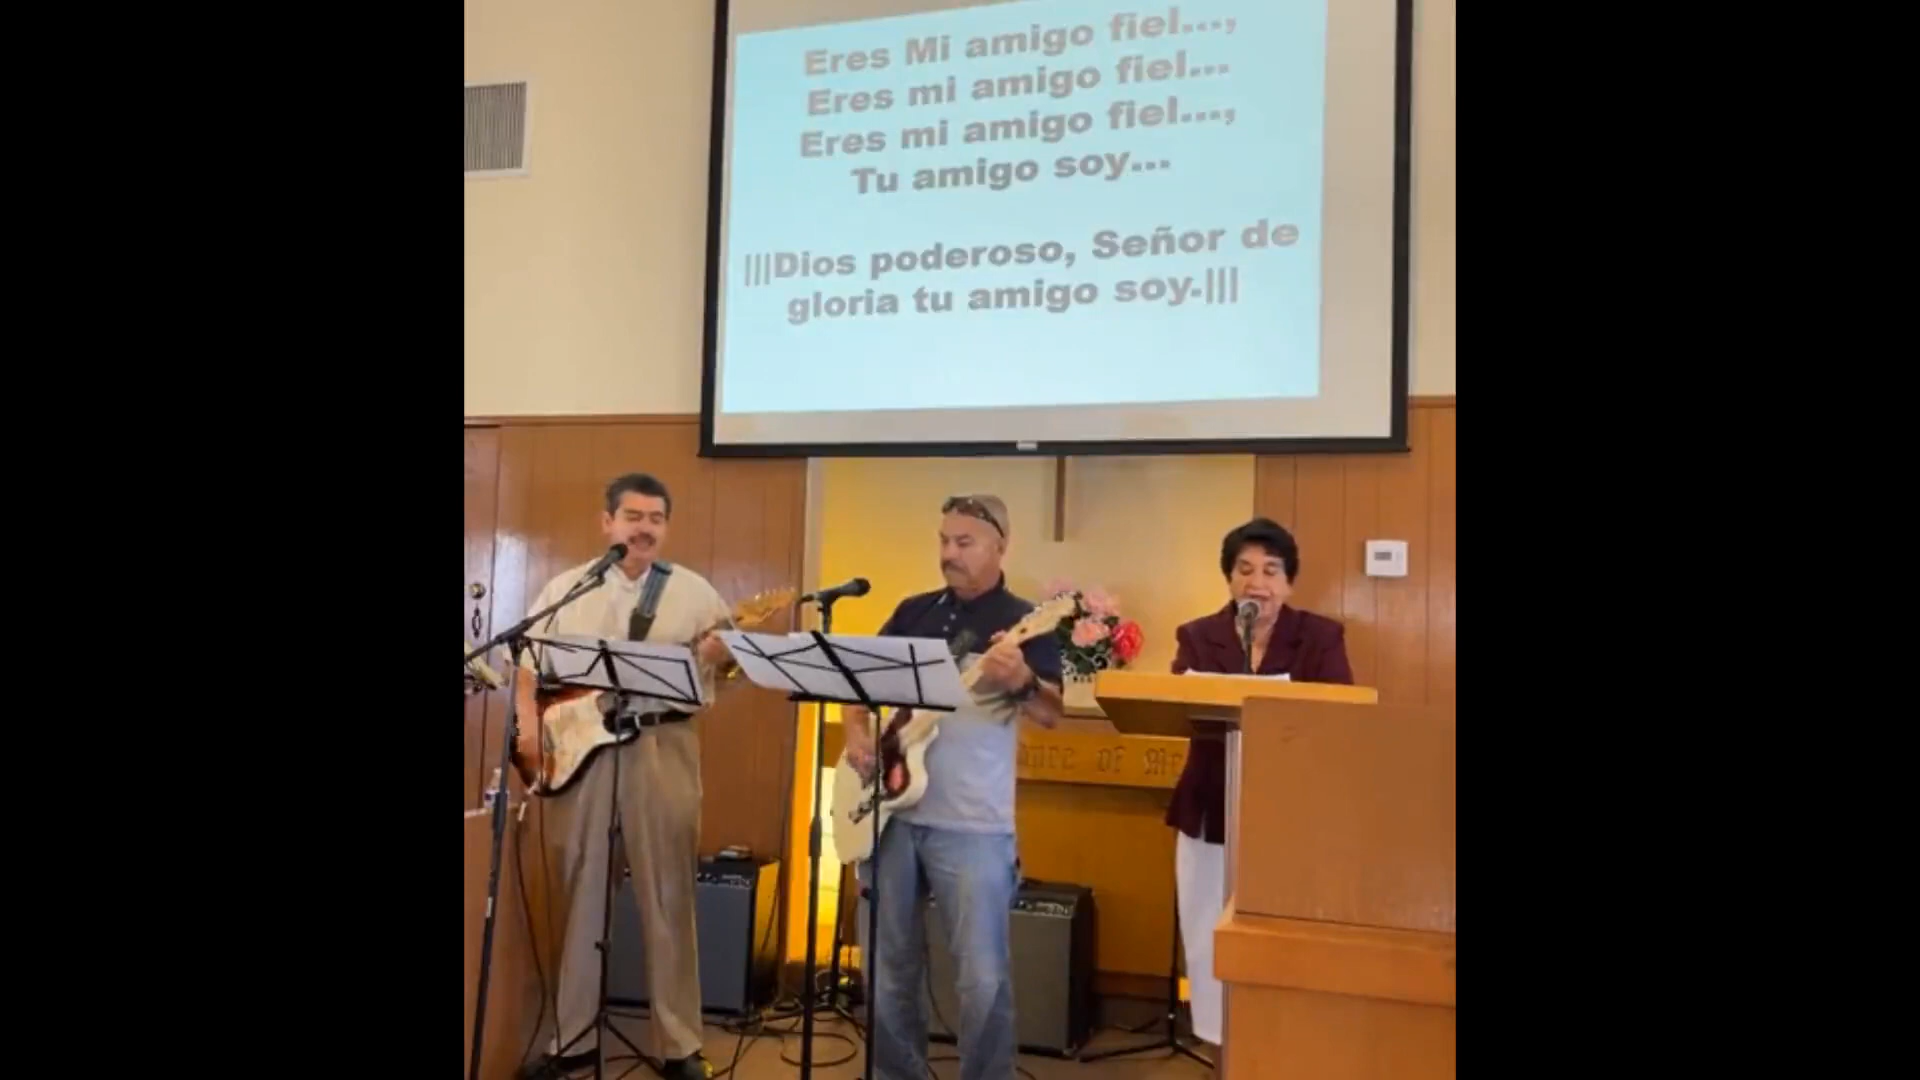 Eres Mi amigo fiel...,
Eres mi amigo fiel...
Eres mi amigo fiel...,
Tu amigo soy...
|||Dios poderoso, Señor de
gloria tu amigo soy.|||
of